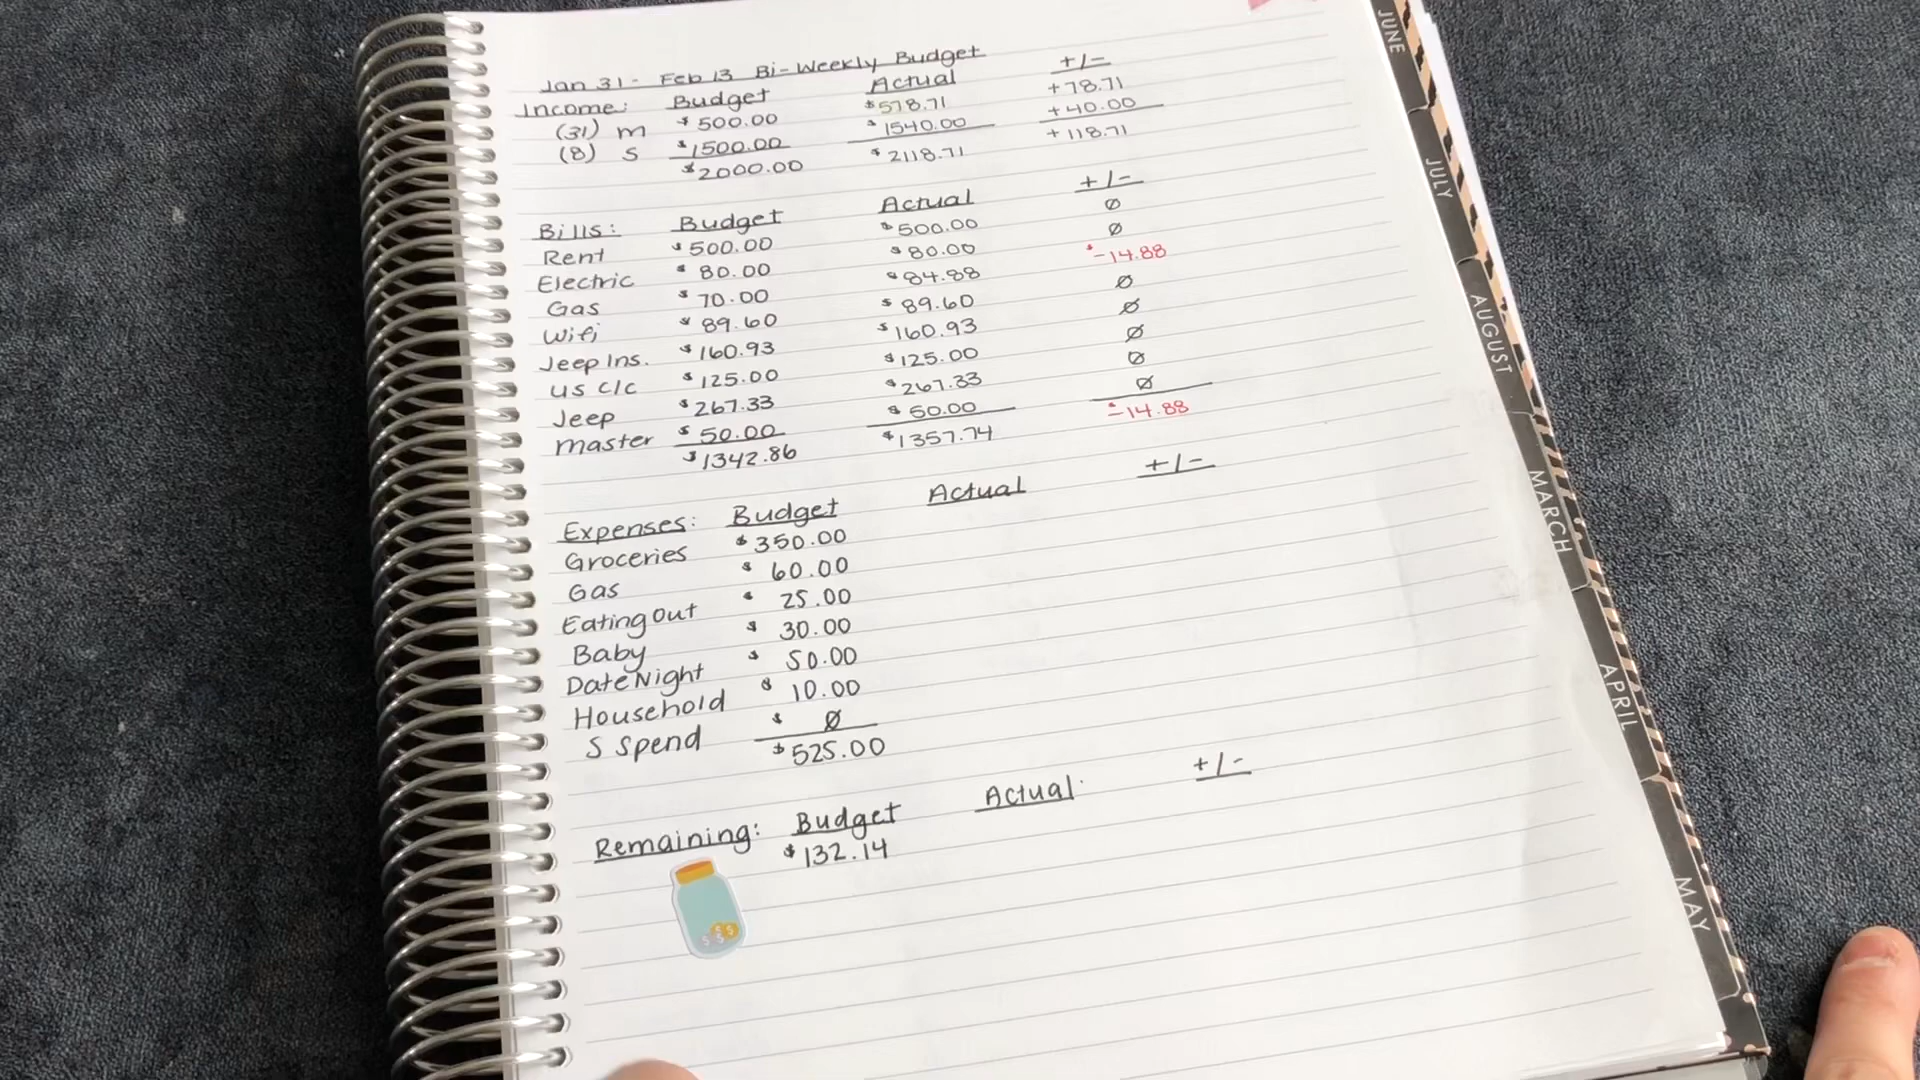 Jan 31 - Feb 13 Bi-Weekly Budget
Income: Budget Actual +/-
(31) m $500.00 $578.71 +78.71
(8) S $1500.00 $1540.00 +40.00
$2000.00 $2118.71 +118.71
Bills: Budget Actual +/-
Rent $500.00 $500.00 Ø
Electric $80.00 $80.00 Ø
Gas $70.00 $84.88 $-14.88
Wifi $89.60 $89.60 Ø
Jeep Ins. $160.93 $160.93 Ø
US C/C $125.00 $125.00 Ø
Jeep $267.33 $267.33 Ø
Master $50.00 $50.00 Ø
$1342.86 $1357.74 $-14.88
Expenses: Budget Actual +/-
Groceries $350.00
Gas $60.00
Eating Out $25.00
Baby $30.00
Date Night $50.00
Household $10.00
S Spend $Ø
$525.00
Remaining: Budget Actual +/-
$132.14
JUNE
JULY
AUGUST
MARCH
APRIL
MAY